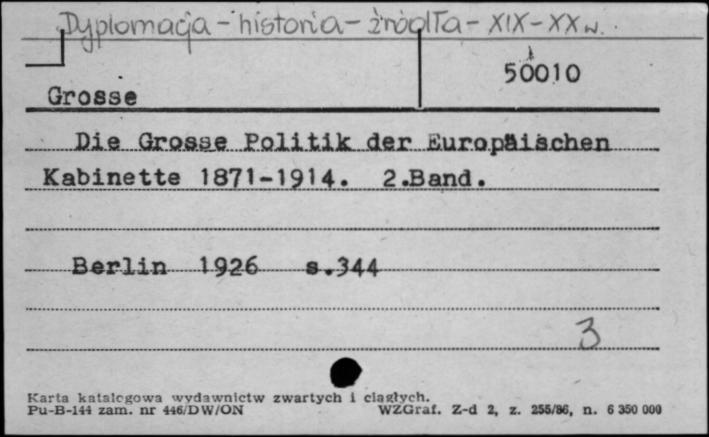 Dyplomacja - historia - źródła - XIX - XX w.
50010
Grosse
Die Grosse Politik der Europäischen
Kabinette 1871-1914. 2.Band.
Berlin 1926 s.344
3
Karta katalogowa wydawnictw zwartych i ciągłych.
Pu-B-144 zam. nr 446/DW/ON WZGraf. Z-d 2, z. 255/86, n. 6 350 000